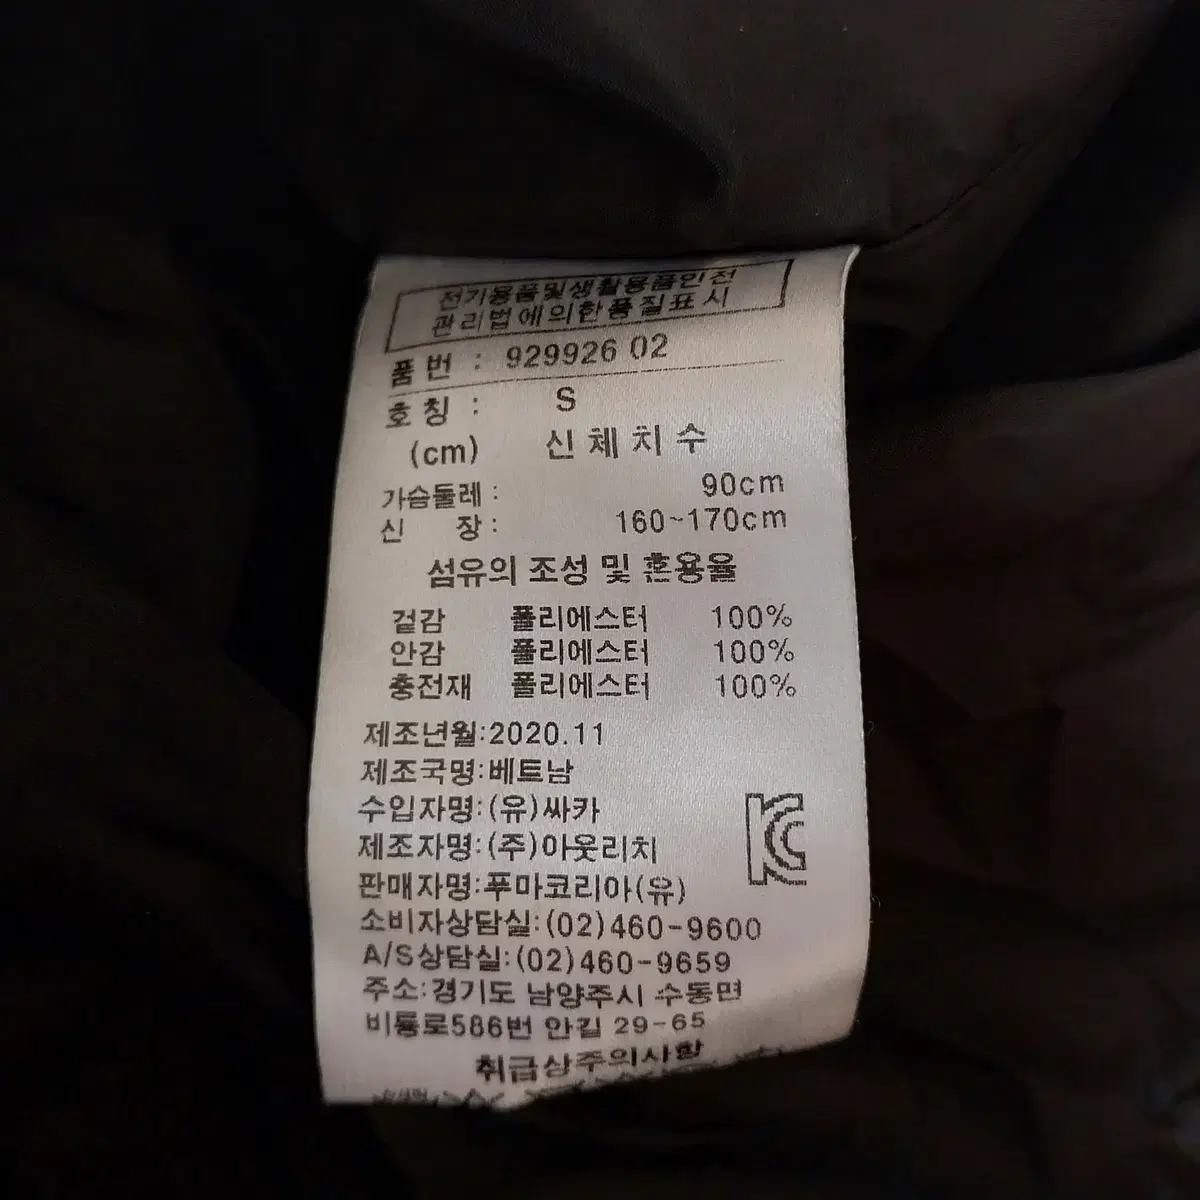 전기용품및생활용품안전
관리법에의한품질표시
품번 : 929926 02
호칭 : S
(cm) 신체치수
가슴둘레 : 90cm
신 장 : 160~170cm
섬유의 조성 및 혼용율
겉감 폴리에스터 100%
안감 폴리에스터 100%
충전재 폴리에스터 100%
제조년월:2020.11
제조국명:베트남
수입자명:(유)싸카
제조자명:(주)아웃리치
KC
판매자명:푸마코리아(유)
소비자상담실:(02)460-9600
A/S상담실:(02)460-9659
주소:경기도 남양주시 수동면
비룡로586번 안길 29-65
취급상주의사항